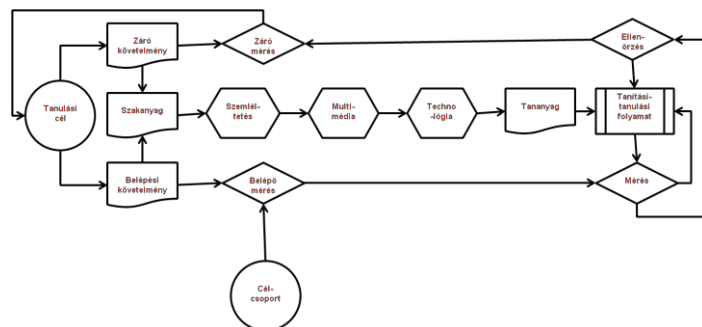 Záró
követelmény
Záró
mérés
Ellen-
őrzés
Tanulási
cél
Szakanyag
Szemlél-
tetés
Multi-
média
Techno
-lógia
Tananyag
Tanítási-
tanulási
folyamat
Belépési
követelmény
Belépő
mérés
Mérés
Cél-
csoport